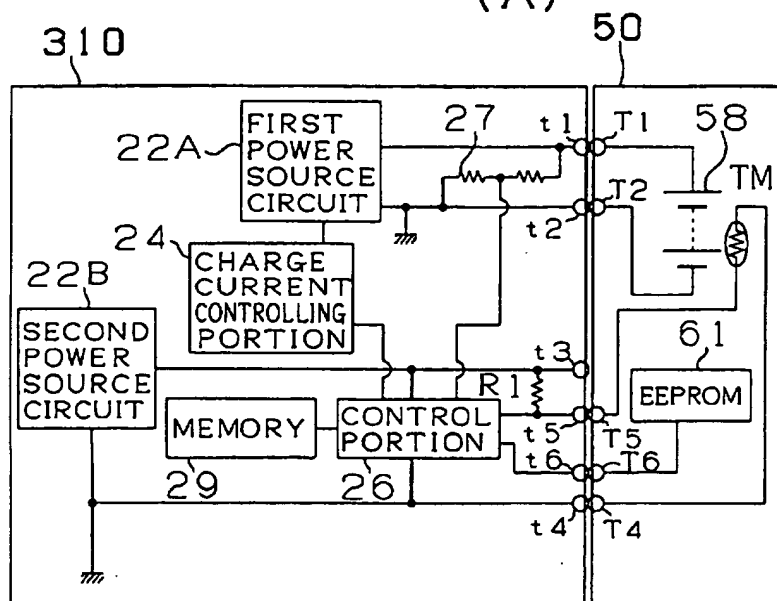 (A)
310
50
FIRST
POWER
SOURCE
CIRCUIT
22A
27
t1
T1
58
TM
t2
T2
24
CHARGE
CURRENT
CONTROLLING
PORTION
22B
SECOND
POWER
SOURCE
CIRCUIT
t3
R1
61
EEPROM
MEMORY
CONTROL
PORTION
t5
T5
t6
T6
29
26
t4
T4